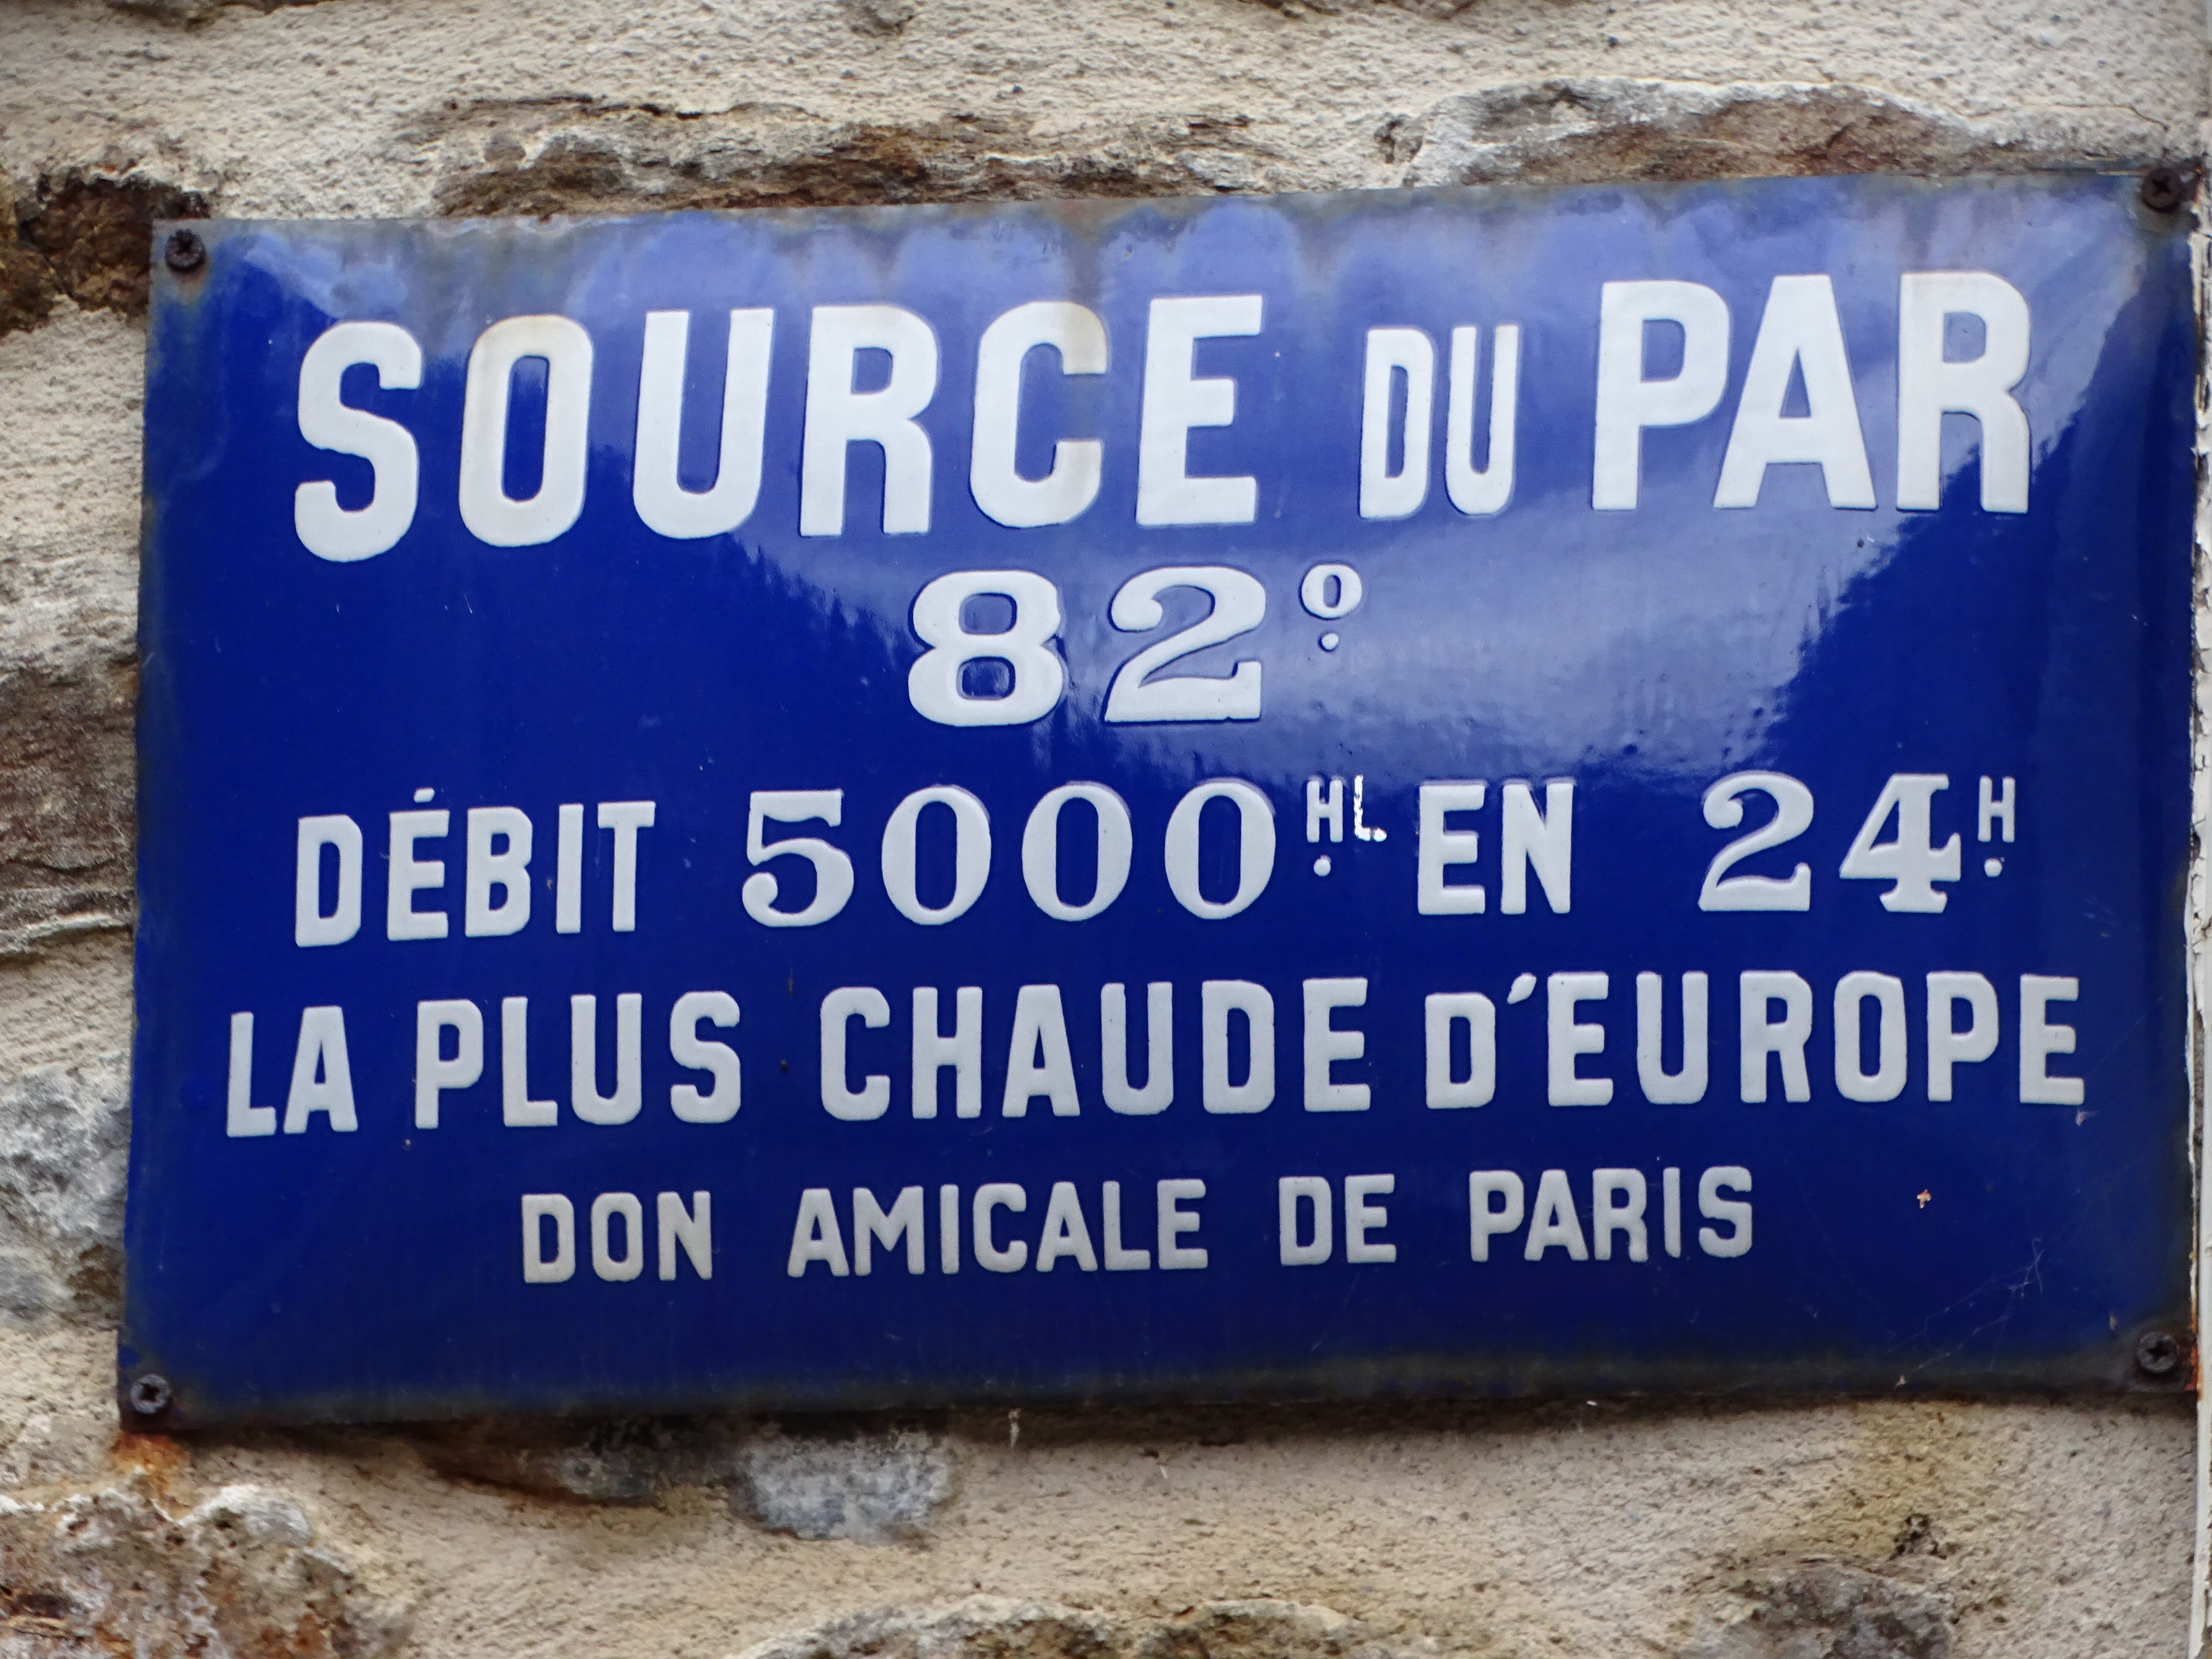 SOURCE DU PAR
82°
DÉBIT 5000HL EN 24H
LA PLUS CHAUDE D'EUROPE
DON AMICALE DE PARIS